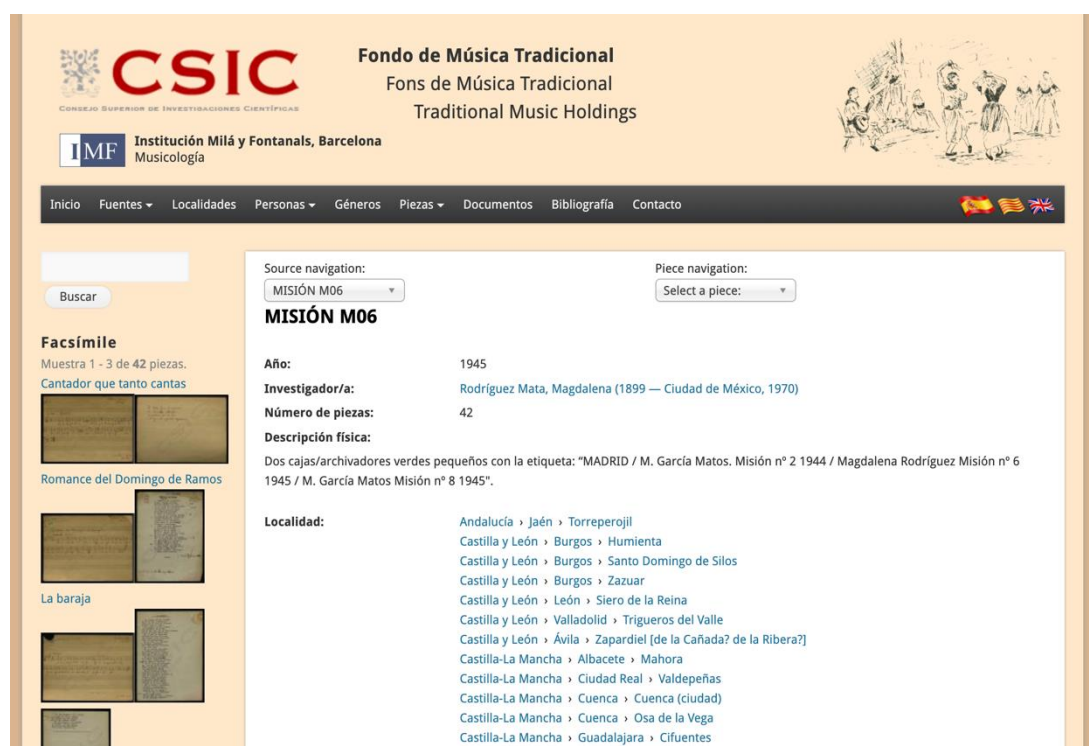 CSIC
CONSEJO SUPERIOR DE INVESTIGACIONES CIENTÍFICAS
Fondo de Música Tradicional
Fons de Música Tradicional
Traditional Music Holdings
IMF
Institución Milá y Fontanals, Barcelona
Musicología
Inicio Fuentes Localidades Personas Géneros Piezas Documentos Bibliografía Contacto
Buscar
Facsímile
Muestra 1 - 3 de 42 piezas.
Cantador que tanto cantas
Romance del Domingo de Ramos
La baraja
Source navigation: Piece navigation:
MISIÓN M06 Select a piece:
MISIÓN M06
Año: 1945
Investigador/a: Rodríguez Mata, Magdalena (1899 — Ciudad de México, 1970)
Número de piezas: 42
Descripción física:
Dos cajas/archivadores verdes pequeños con la etiqueta: “MADRID / M. García Matos. Misión nº 2 1944 / Magdalena Rodríguez Misión nº 6
1945 / M. García Matos Misión nº 8 1945".
Localidad: Andalucía › Jaén › Torreperojil
Castilla y León › Burgos › Humienta
Castilla y León › Burgos › Santo Domingo de Silos
Castilla y León › Burgos › Zazuar
Castilla y León › León › Siero de la Reina
Castilla y León › Valladolid › Trigueros del Valle
Castilla y León › Ávila › Zapardiel [de la Cañada? de la Ribera?]
Castilla-La Mancha › Albacete › Mahora
Castilla-La Mancha › Ciudad Real › Valdepeñas
Castilla-La Mancha › Cuenca › Cuenca (ciudad)
Castilla-La Mancha › Cuenca › Osa de la Vega
Castilla-La Mancha › Guadalajara › Cifuentes